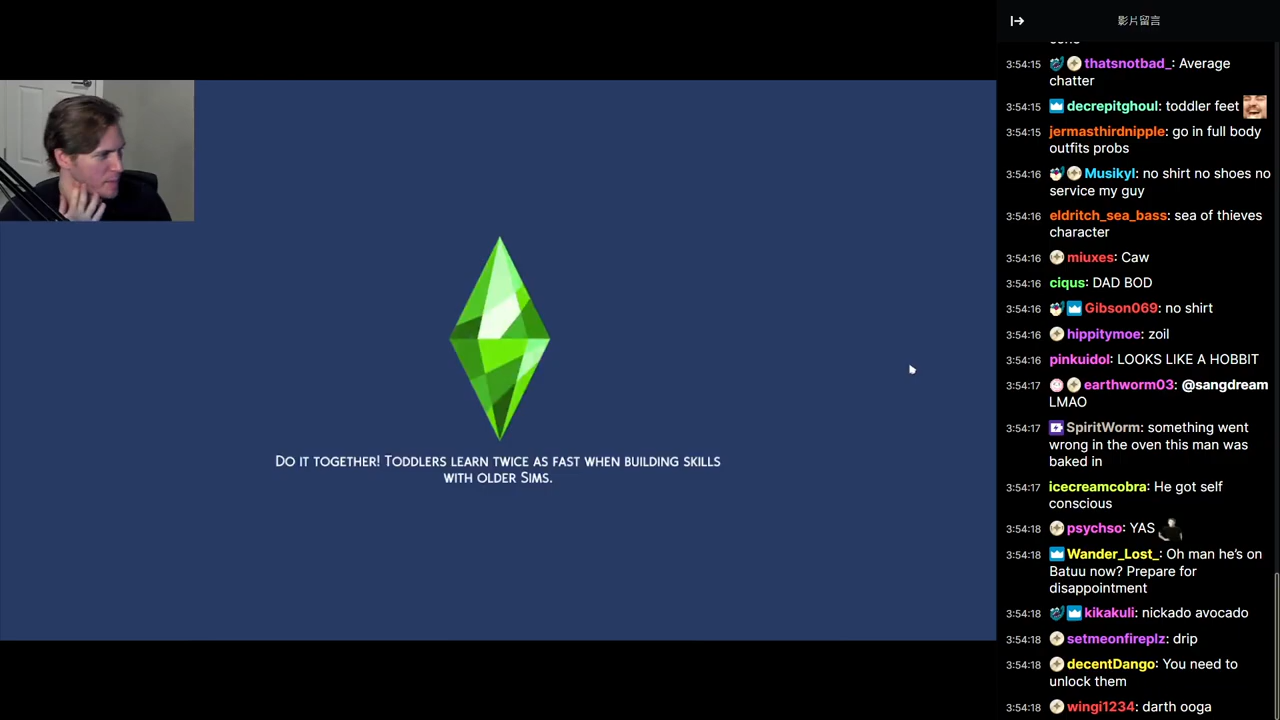 影片留言
3:54:15 thatsnotbad_: Average
chatter
3:54:15 decrepitghoul: toddler feet
3:54:15 jermasthirdnipple: go in full body
outfits probs
3:54:16 Musikyl: no shirt no shoes no
service my guy
3:54:16 eldritch_sea_bass: sea of thieves
character
3:54:16 miuxes: Caw
3:54:16 ciqus: DAD BOD
3:54:16 Gibson069: no shirt
3:54:16 hippitymoe: zoil
3:54:16 pinkuidol: LOOKS LIKE A HOBBIT
3:54:17 earthworm03: @sangdream
LMAO
3:54:17 SpiritWorm: something went
wrong in the oven this man was
baked in
3:54:17 icecreamcobra: He got self
conscious
3:54:18 psychso: YAS
3:54:18 Wander_Lost_: Oh man he's on
Batuu now? Prepare for
disappointment
3:54:18 kikakuli: nickado avocado
3:54:18 setmeonfireplz: drip
3:54:18 decentDango: You need to
unlock them
3:54:18 wingi1234: darth ooga
DO IT TOGETHER! TODDLERS LEARN TWICE AS FAST WHEN BUILDING SKILLS
WITH OLDER SIMS.